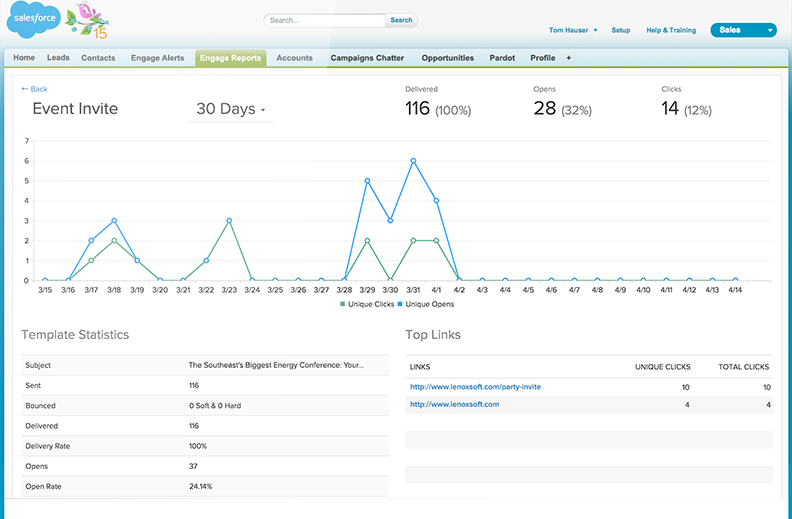 salesforce
15
Search...
Search
Tom Hauser
Setup
Help & Training
Sales
Home Leads Contacts Engage Alerts Engage Reports Accounts Campaigns Chatter Opportunities Pardot Profile +
← Back
Event Invite
30 Days
Delivered
116 (100%)
Opens
28 (32%)
Clicks
14 (12%)
7
6
5
4
3
2
1
0
3/15 3/16 3/17 3/18 3/19 3/20 3/21 3/22 3/23 3/24 3/25 3/26 3/27 3/28 3/29 3/30 3/31 4/1 4/2 4/3 4/4 4/5 4/6 4/7 4/8 4/9 4/10 4/11 4/12 4/13 4/14
Unique Clicks Unique Opens
Template Statistics
Subject The Southeast's Biggest Energy Conference: Your...
Sent 116
Bounced 0 Soft & 0 Hard
Delivered 116
Delivery Rate 100%
Opens 37
Open Rate 24.14%
Top Links
LINKS UNIQUE CLICKS TOTAL CLICKS
http://www.lenoxsoft.com/party-invite 10 10
http://www.lenoxsoft.com 4 4